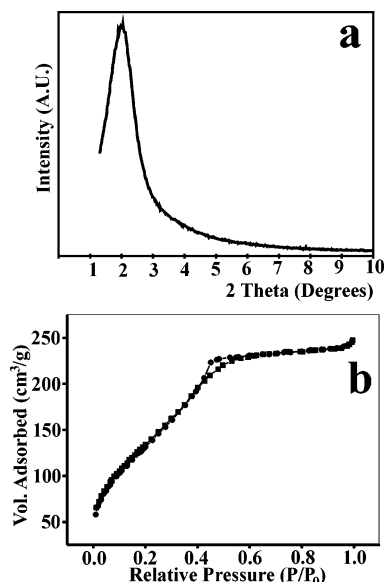 a
Intensity (A.U.)
1 2 3 4 5 6 7 8 9 10
2 Theta (Degrees)
b
Vol. Adsorbed (cm³/g)
250
200
150
100
50
0.0 0.2 0.4 0.6 0.8 1.0
Relative Pressure (P/P₀)